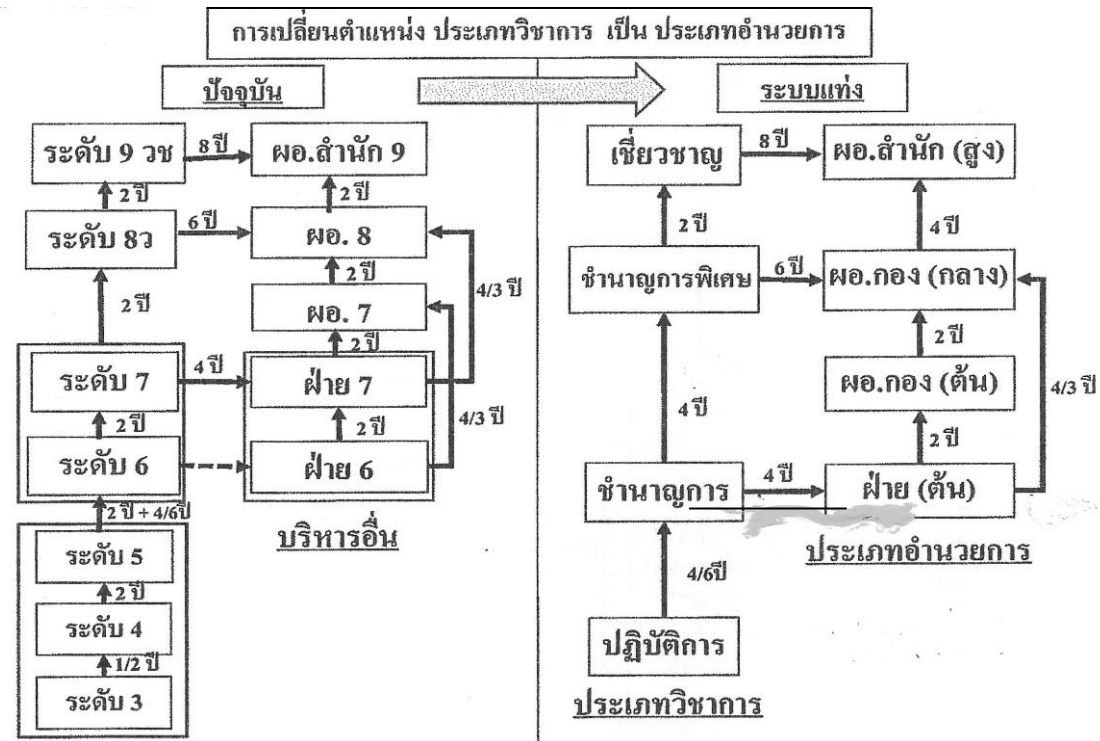 การเปลี่ยนตำแหน่ง ประเภทวิชาการ เป็น ประเภทอำนวยการ
ปัจจุบัน
ระดับ 9 วช
8 ปี
ผอ.สำนัก 9
2 ปี
2 ปี
ระดับ 8ว
6 ปี
ผอ. 8
2 ปี
2 ปี
4/3 ปี
ผอ. 7
2 ปี
ระดับ 7
4 ปี
ฝ่าย 7
2 ปี
2 ปี
4/3 ปี
ระดับ 6
ฝ่าย 6
2 ปี + 4/6ปี
บริหารอื่น
ระดับ 5
2 ปี
ระดับ 4
1/2 ปี
ระดับ 3
ระบบแท่ง
เชี่ยวชาญ
8 ปี
ผอ.สำนัก (สูง)
2 ปี
4 ปี
ชำนาญการพิเศษ
6 ปี
ผอ.กอง (กลาง)
2 ปี
ผอ.กอง (ต้น)
4/3 ปี
4 ปี
2 ปี
ชำนาญการ
4 ปี
ฝ่าย (ต้น)
ประเภทอำนวยการ
4/6ปี
ปฏิบัติการ
ประเภทวิชาการ